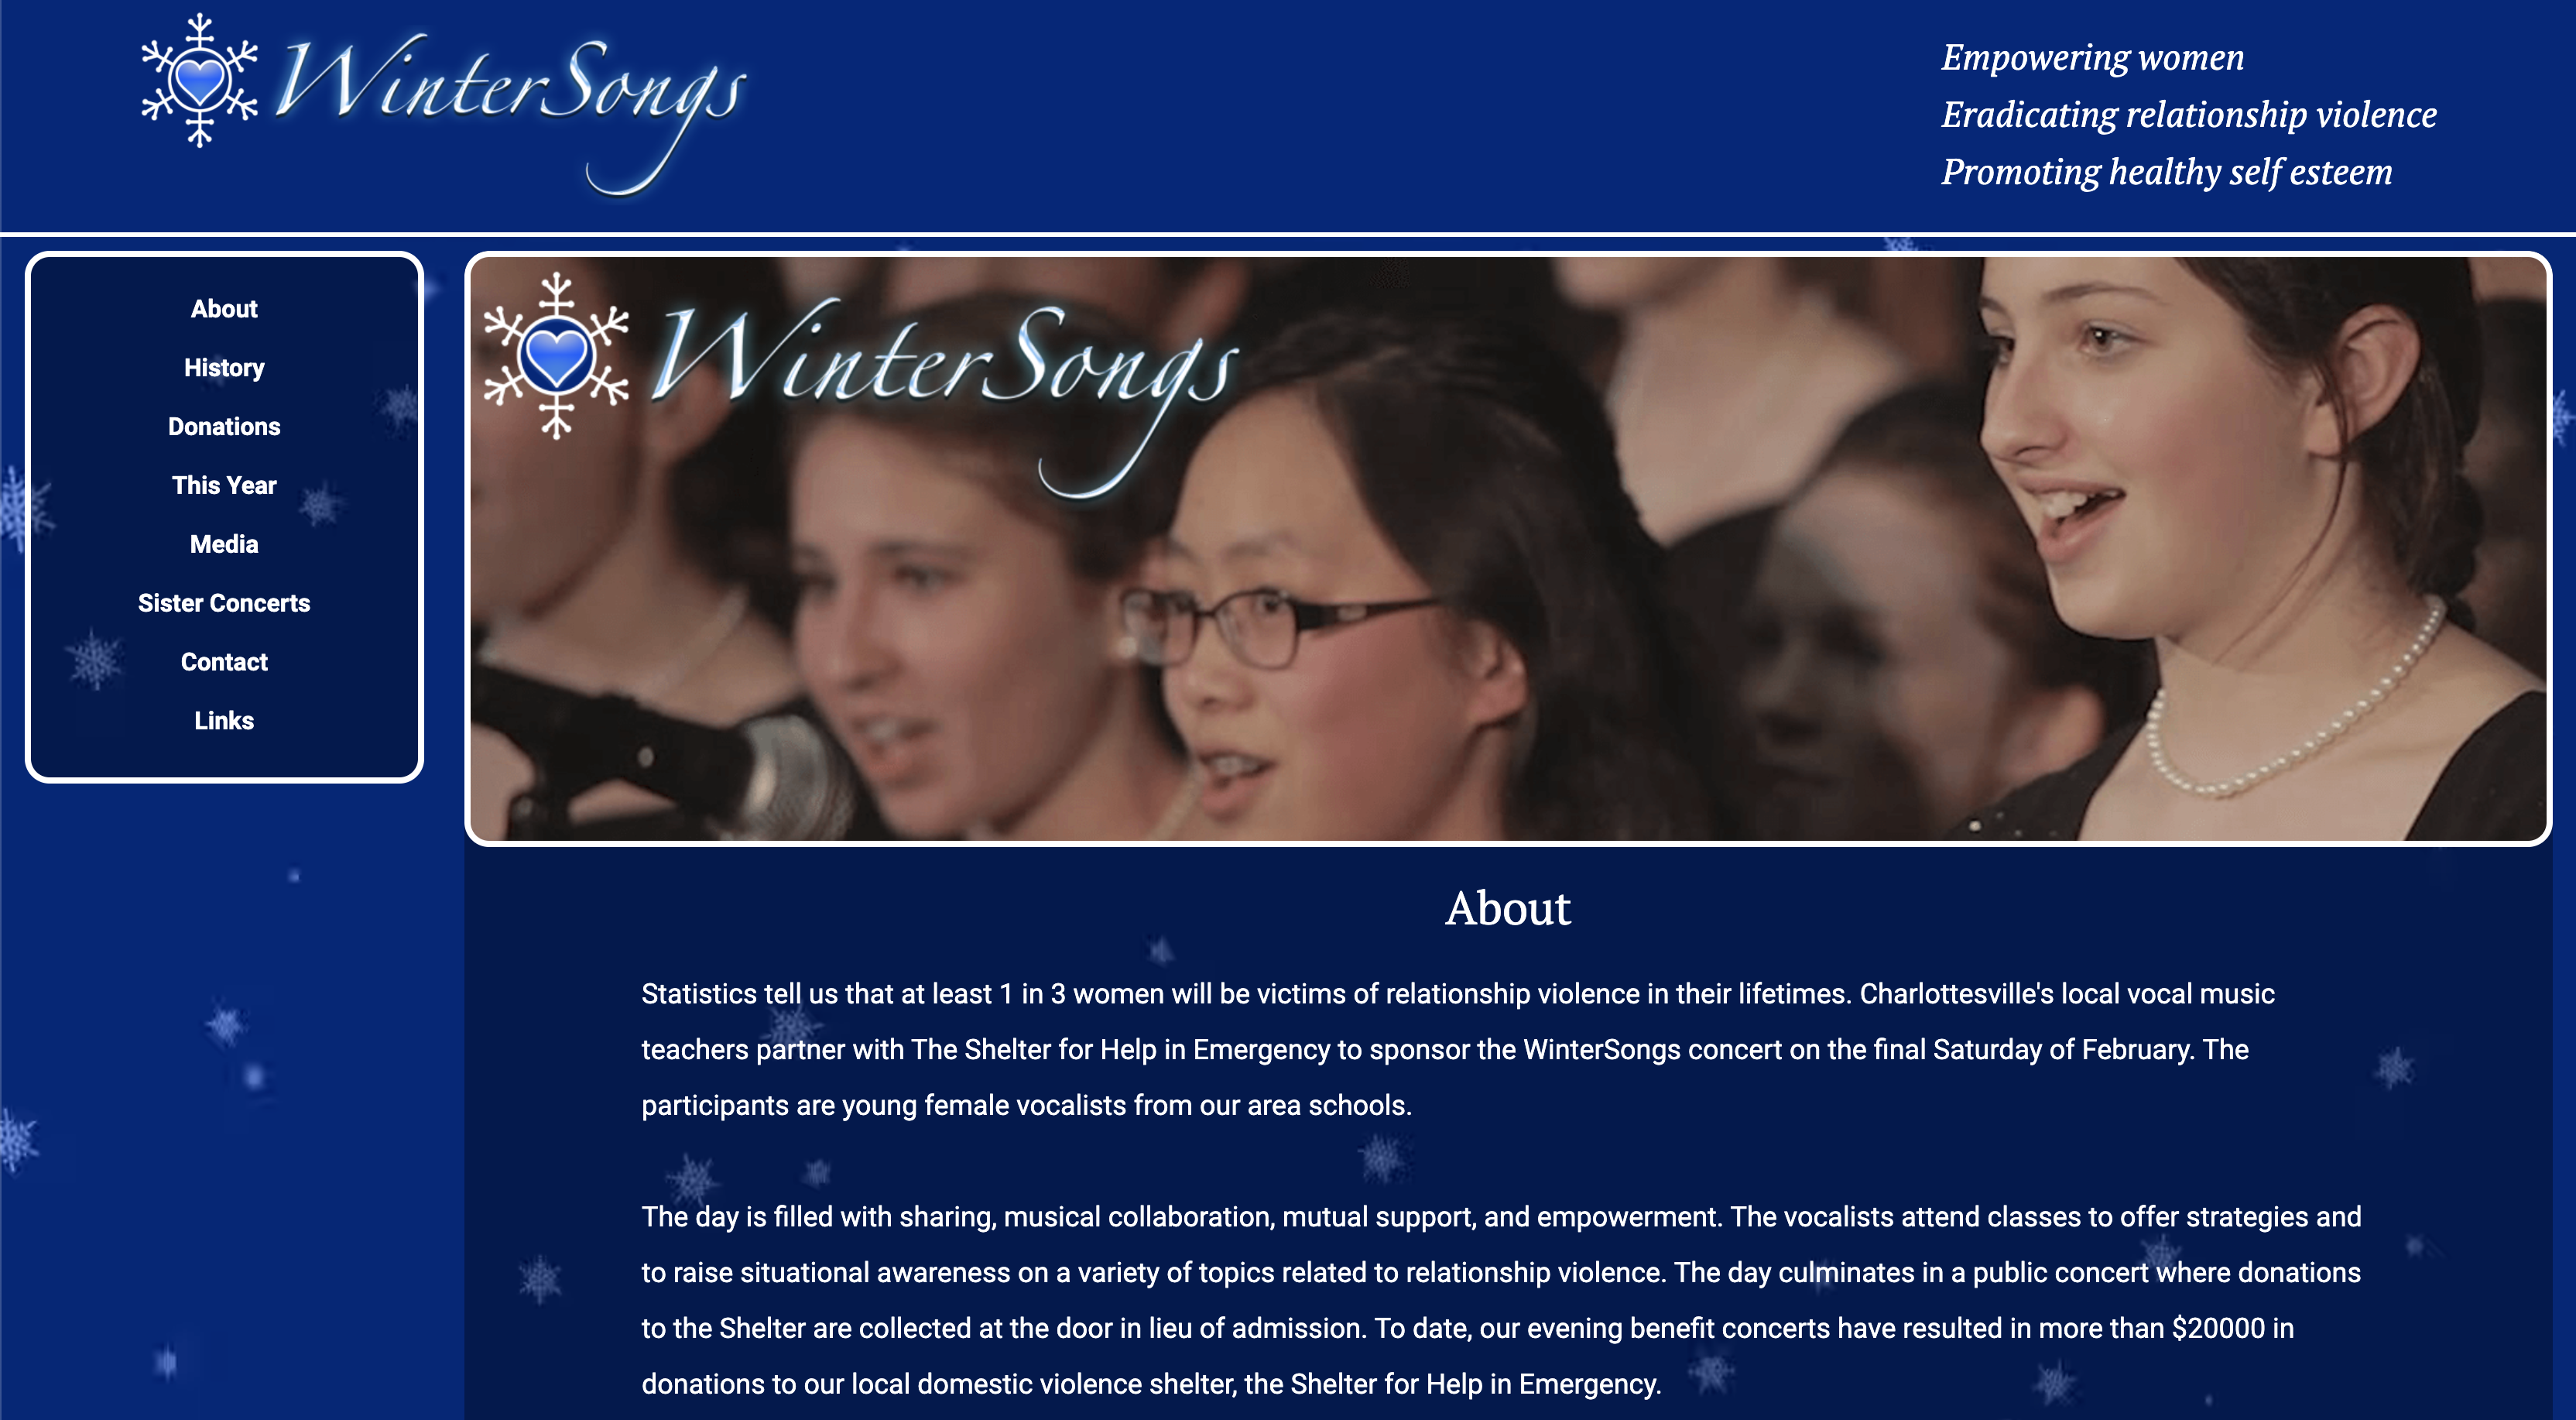 WinterSongs
Empowering women
Eradicating relationship violence
Promoting healthy self esteem
About
History
Donations
This Year
Media
Sister Concerts
Contact
Links
WinterSongs
About
Statistics tell us that at least 1 in 3 women will be victims of relationship violence in their lifetimes. Charlottesville's local vocal music
teachers partner with The Shelter for Help in Emergency to sponsor the WinterSongs concert on the final Saturday of February. The
participants are young female vocalists from our area schools.
The day is filled with sharing, musical collaboration, mutual support, and empowerment. The vocalists attend classes to offer strategies and
to raise situational awareness on a variety of topics related to relationship violence. The day culminates in a public concert where donations
to the Shelter are collected at the door in lieu of admission. To date, our evening benefit concerts have resulted in more than $20000 in
donations to our local domestic violence shelter, the Shelter for Help in Emergency.